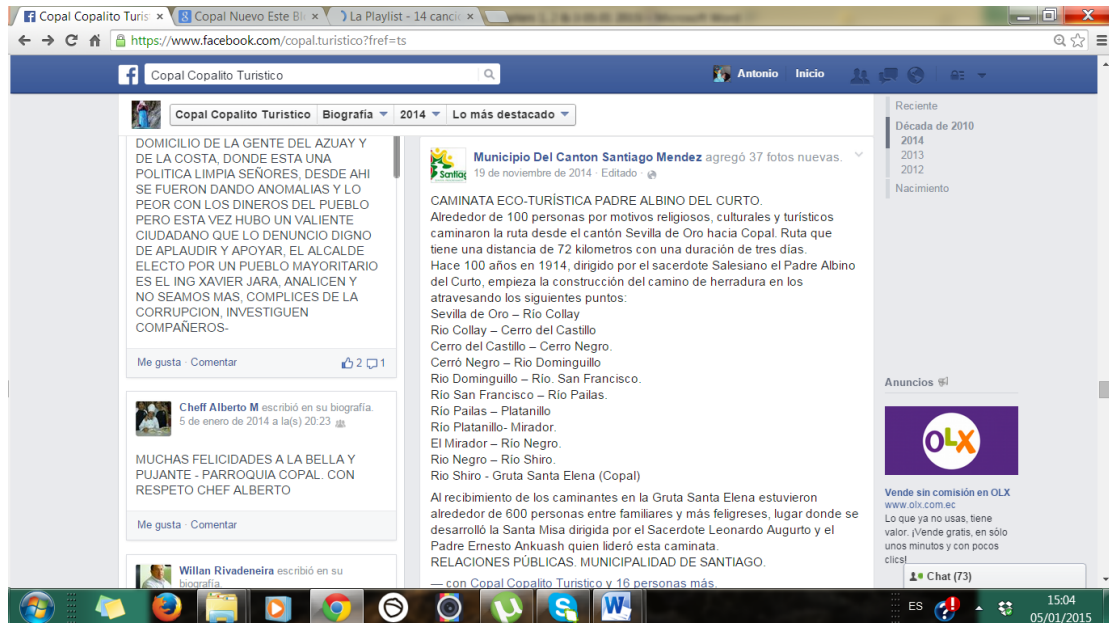 Copal Copalito Turis
Copal Nuevo Este Bl
La Playlist - 14 cancio
https://www.facebook.com/copal.turistico?fref=ts
Copal Copalito Turistico
Antonio Inicio
Copal Copalito Turistico Biografía 2014 Lo más destacado
DOMICILIO DE LA GENTE DEL AZUAY Y
DE LA COSTA, DONDE ESTA UNA
POLITICA LIMPIA SEÑORES, DESDE AHI
SE FUERON DANDO ANOMALIAS Y LO
PEOR CON LOS DINEROS DEL PUEBLO
PERO ESTA VEZ HUBO UN VALIENTE
CIUDADANO QUE LO DENUNCIO DIGNO
DE APLAUDIR Y APOYAR, EL ALCALDE
ELECTO POR UN PUEBLO MAYORITARIO
ES EL ING XAVIER JARA, ANALICEN Y
NO SEAMOS MAS, COMPLICES DE LA
CORRUPCION, INVESTIGUEN
COMPAÑEROS-
Me gusta · Comentar
2 1
Cheff Alberto M escribió en su biografía.
5 de enero de 2014 a la(s) 20:23
MUCHAS FELICIDADES A LA BELLA Y
PUJANTE - PARROQUIA COPAL. CON
RESPETO CHEF ALBERTO
Me gusta · Comentar
Willan Rivadeneira escribió en su
biografía.
Santiag
Municipio Del Canton Santiago Mendez agregó 37 fotos nuevas.
19 de noviembre de 2014 · Editado ·
CAMINATA ECO-TURÍSTICA PADRE ALBINO DEL CURTO.
Alrededor de 100 personas por motivos religiosos, culturales y turísticos
caminaron la ruta desde el cantón Sevilla de Oro hacia Copal. Ruta que
tiene una distancia de 72 kilometros con una duración de tres días.
Hace 100 años en 1914, dirigido por el sacerdote Salesiano el Padre Albino
del Curto, empieza la construcción del camino de herradura en los
atravesando los siguientes puntos:
Sevilla de Oro – Río Collay
Rio Collay – Cerro del Castillo
Cerro del Castillo – Cerro Negro.
Cerrò Negro – Rio Dominguillo
Rio Dominguillo – Río. San Francisco.
Río San Francisco – Río Pailas.
Río Pailas – Platanillo
Río Platanillo- Mirador.
El Mirador – Rio Negro.
Rio Negro – Río Shiro.
Rio Shiro - Gruta Santa Elena (Copal)
Al recibimiento de los caminantes en la Gruta Santa Elena estuvieron
alrededor de 600 personas entre familiares y más feligreses, lugar donde se
desarrolló la Santa Misa dirigida por el Sacerdote Leonardo Augurto y el
Padre Ernesto Ankuash quien lideró esta caminata.
RELACIONES PÚBLICAS. MUNICIPALIDAD DE SANTIAGO.
— con Copal Copalito Turistico y 16 personas más.
Reciente
Década de 2010
2014
2013
2012
Nacimiento
Anuncios
OLX
Vende sin comisión en OLX
www.olx.com.ec
Lo que ya no usas, tiene
valor. ¡Vende gratis, en sólo
unos minutos y con pocos
clics!
Chat (73)
ES
15:04
05/01/2015